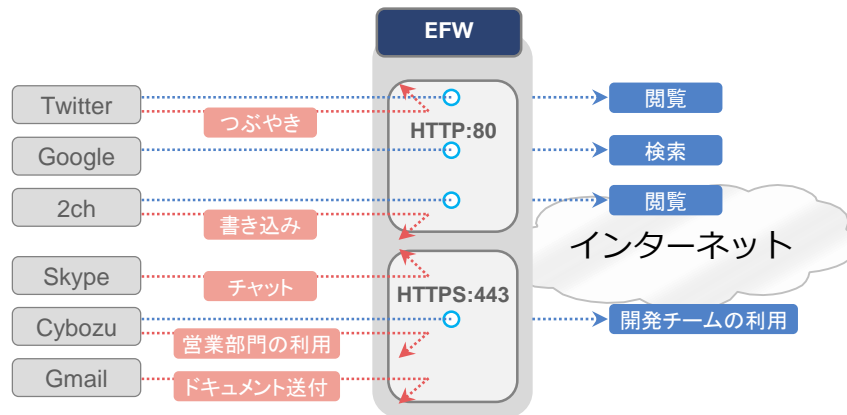 EFW
Twitter
つぶやき
閲覧
HTTP:80
Google
検索
2ch
書き込み
閲覧
インターネット
Skype
チャット
HTTPS:443
Cybozu
営業部門の利用
開発チームの利用
Gmail
ドキュメント送付